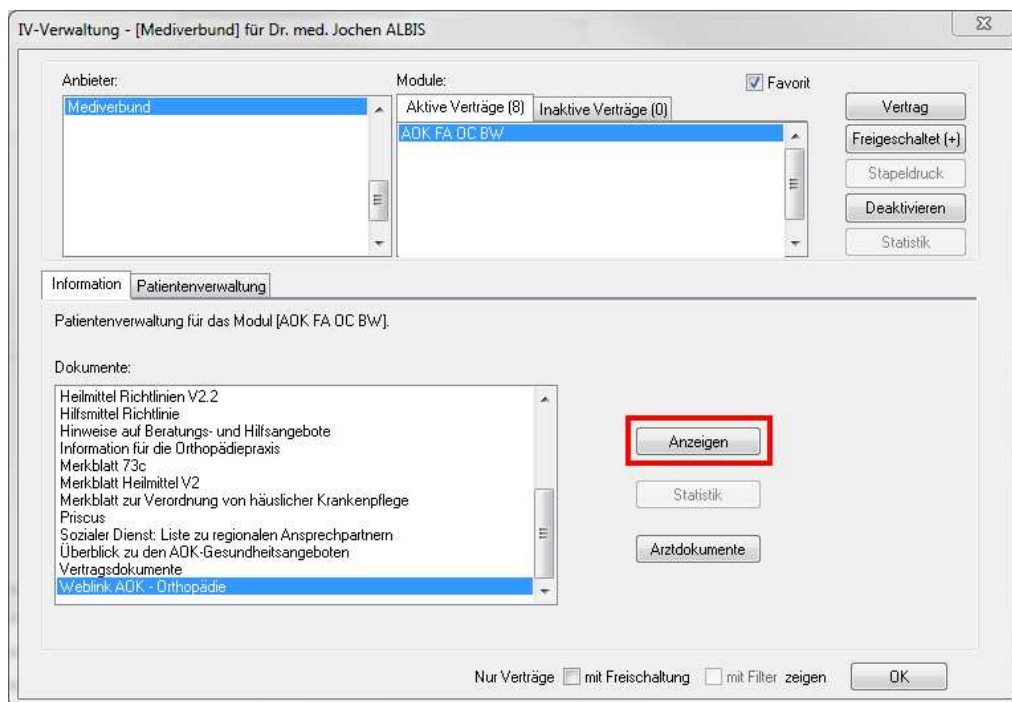 IV-Verwaltung - [Mediverbund] für Dr. med. Jochen ALBIS
Anbieter:
Mediverbund
Module:
Favorit
Aktive Verträge (8)
Inaktive Verträge (0)
AOK FA OC BW
Vertrag
Freigeschaltet (+)
Stapeldruck
Deaktivieren
Statistik
Information
Patientenverwaltung
Patientenverwaltung für das Modul [AOK FA OC BW].
Dokumente:
Heilmittel Richtlinien V2.2
Hilfsmittel Richtlinie
Hinweise auf Beratungs- und Hilfsangebote
Information für die Orthopädiepraxis
Merkblatt 73c
Merkblatt Heilmittel V2
Merkblatt zur Verordnung von häuslicher Krankenpflege
Priscus
Sozialer Dienst: Liste zu regionalen Ansprechpartnern
Überblick zu den AOK-Gesundheitsangeboten
Vertragsdokumente
Weblink AOK - Orthopädie
Anzeigen
Statistik
Arztdokumente
Nur Verträge mit Freischaltung mit Filter zeigen
OK